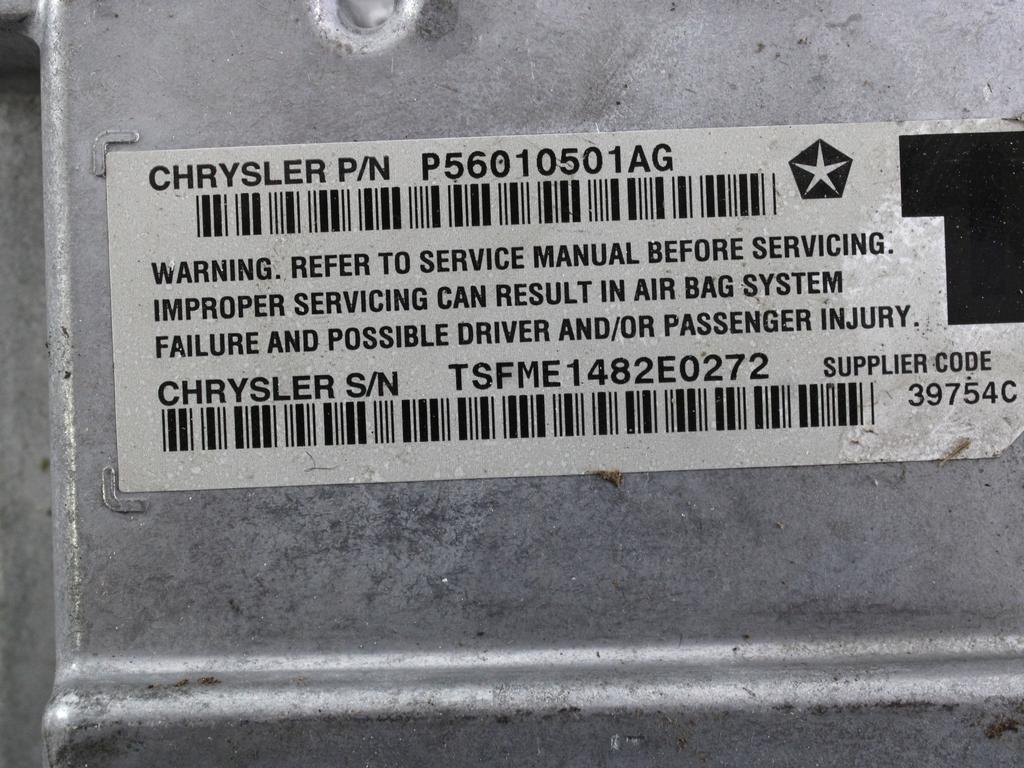 CHRYSLER P/N P56010501AG
WARNING. REFER TO SERVICE MANUAL BEFORE SERVICING.
IMPROPER SERVICING CAN RESULT IN AIR BAG SYSTEM
FAILURE AND POSSIBLE DRIVER AND/OR PASSENGER INJURY.
CHRYSLER S/N TSFME1482E0272
SUPPLIER CODE
39754C